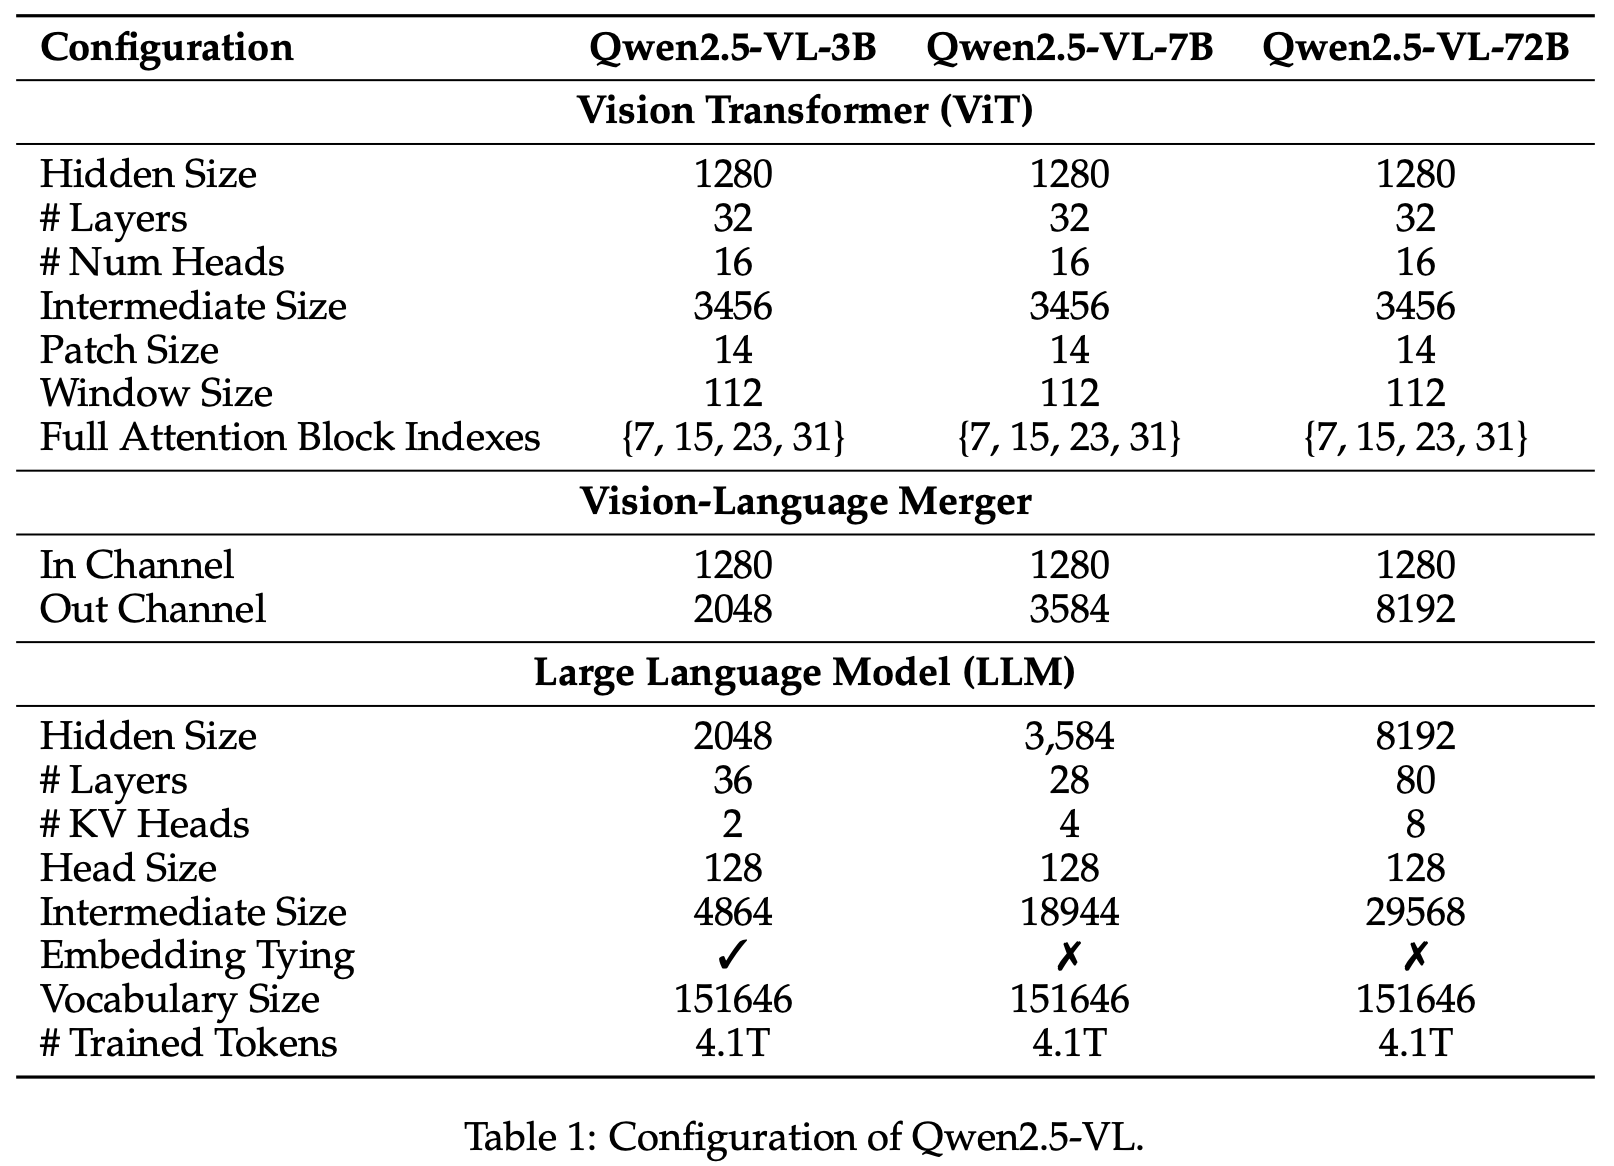 Configuration Qwen2.5-VL-3B Qwen2.5-VL-7B Qwen2.5-VL-72B
Vision Transformer (ViT)
Hidden Size 1280 1280 1280
# Layers 32 32 32
# Num Heads 16 16 16
Intermediate Size 3456 3456 3456
Patch Size 14 14 14
Window Size 112 112 112
Full Attention Block Indexes {7, 15, 23, 31} {7, 15, 23, 31} {7, 15, 23, 31}
Vision-Language Merger
In Channel 1280 1280 1280
Out Channel 2048 3584 8192
Large Language Model (LLM)
Hidden Size 2048 3,584 8192
# Layers 36 28 80
# KV Heads 2 4 8
Head Size 128 128 128
Intermediate Size 4864 18944 29568
Embedding Tying ✓ ✗ ✗
Vocabulary Size 151646 151646 151646
# Trained Tokens 4.1T 4.1T 4.1T
Table 1: Configuration of Qwen2.5-VL.